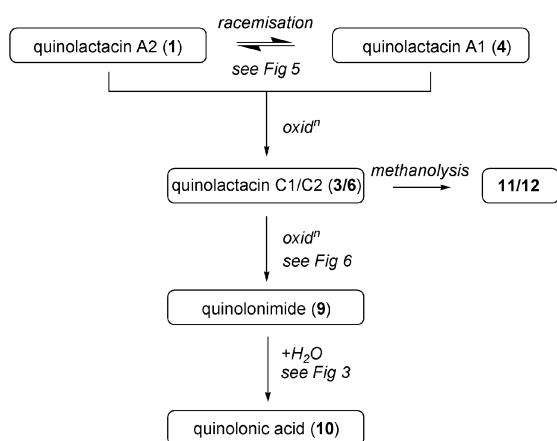 racemisation
quinolactacin A2 (1)
quinolactacin A1 (4)
see Fig 5
oxidⁿ
methanolysis
quinolactacin C1/C2 (3/6)
11/12
oxidⁿ
see Fig 6
quinolonimide (9)
+H₂O
see Fig 3
quinolonic acid (10)